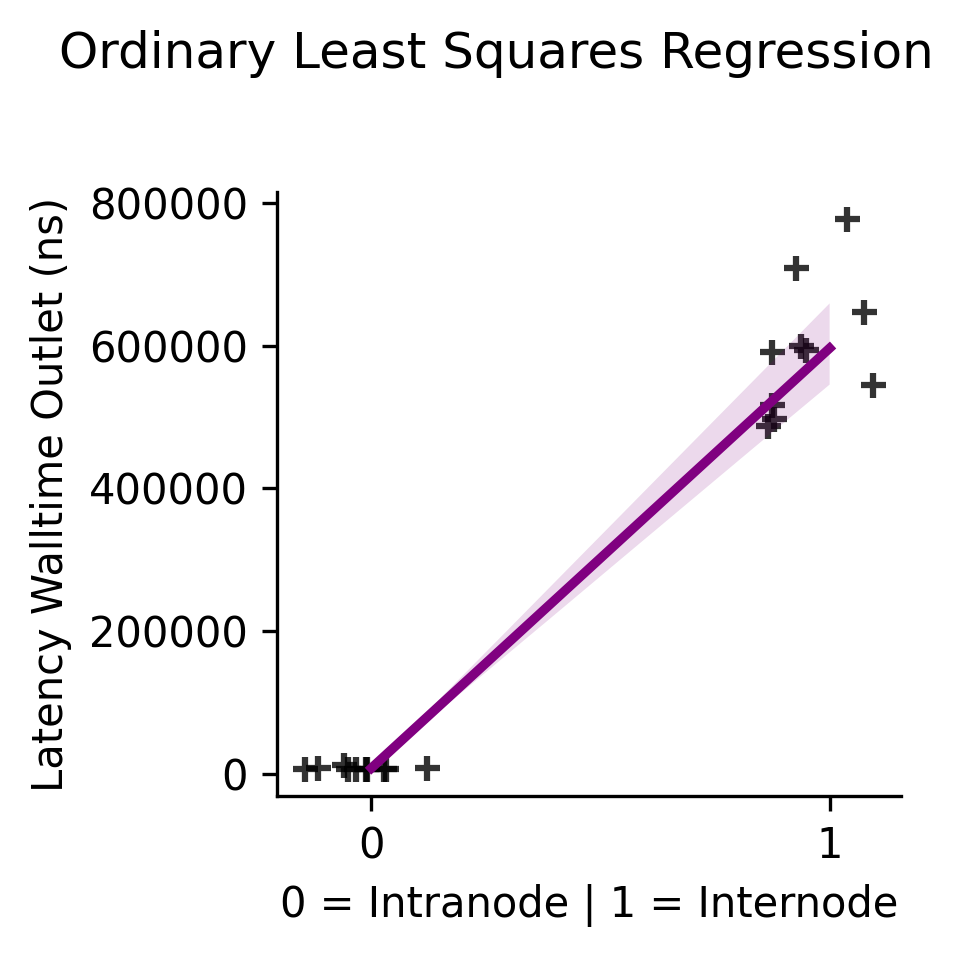 Ordinary Least Squares Regression
Latency Walltime Outlet (ns)
800000
600000
400000
200000
0
0 1
0 = Intranode | 1 = Internode